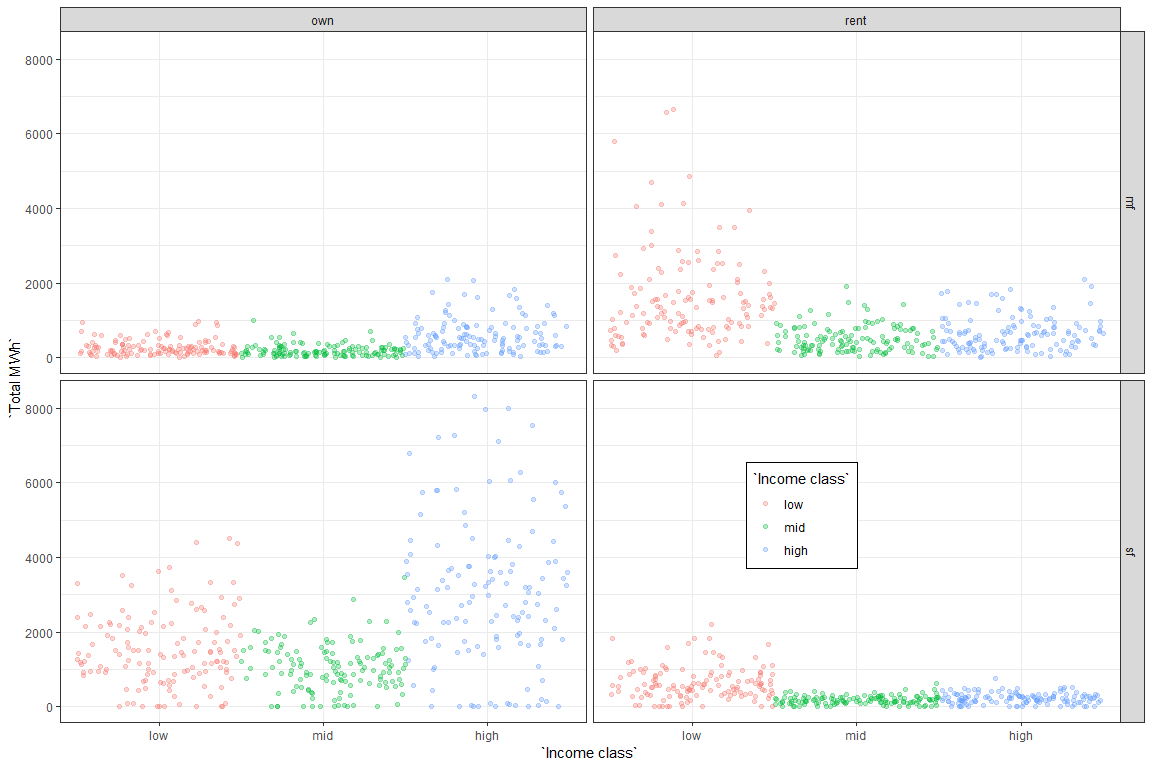 own
rent
8000
6000
4000
2000
0
mf
8000
6000
4000
2000
0
sf
`Total MWh`
`Income class`
low
mid
high
low
mid
high
low
mid
high
`Income class`